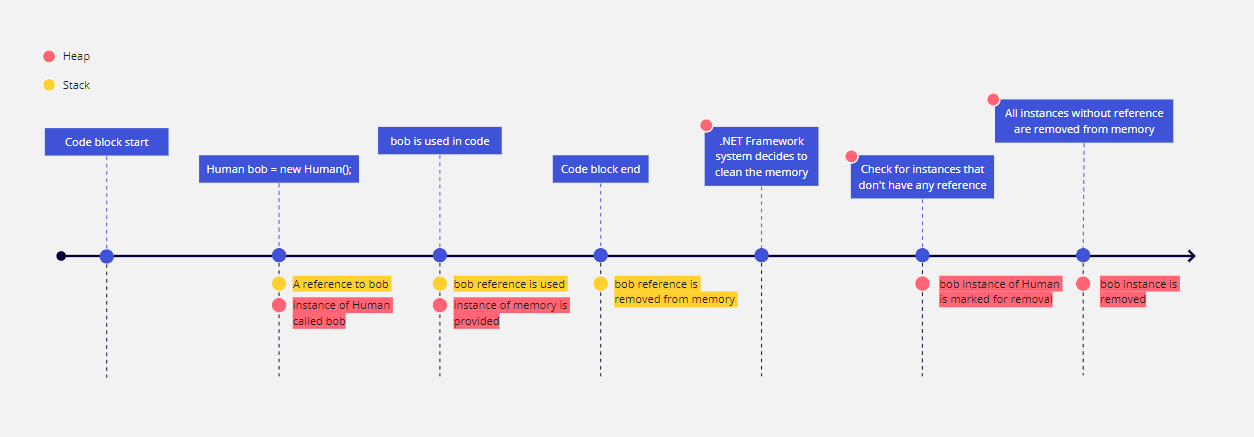 Heap
Stack
Code block start
Human bob = new Human();
bob is used in code
Code block end
.NET Framework
system decides to
clean the memory
Check for instances that
don't have any reference
All instances without reference
are removed from memory
A reference to bob
instance of Human
called bob
bob reference is used
instance of memory is
provided
bob reference is
removed from memory
bob instance of Human
is marked for removal
bob instance is
removed